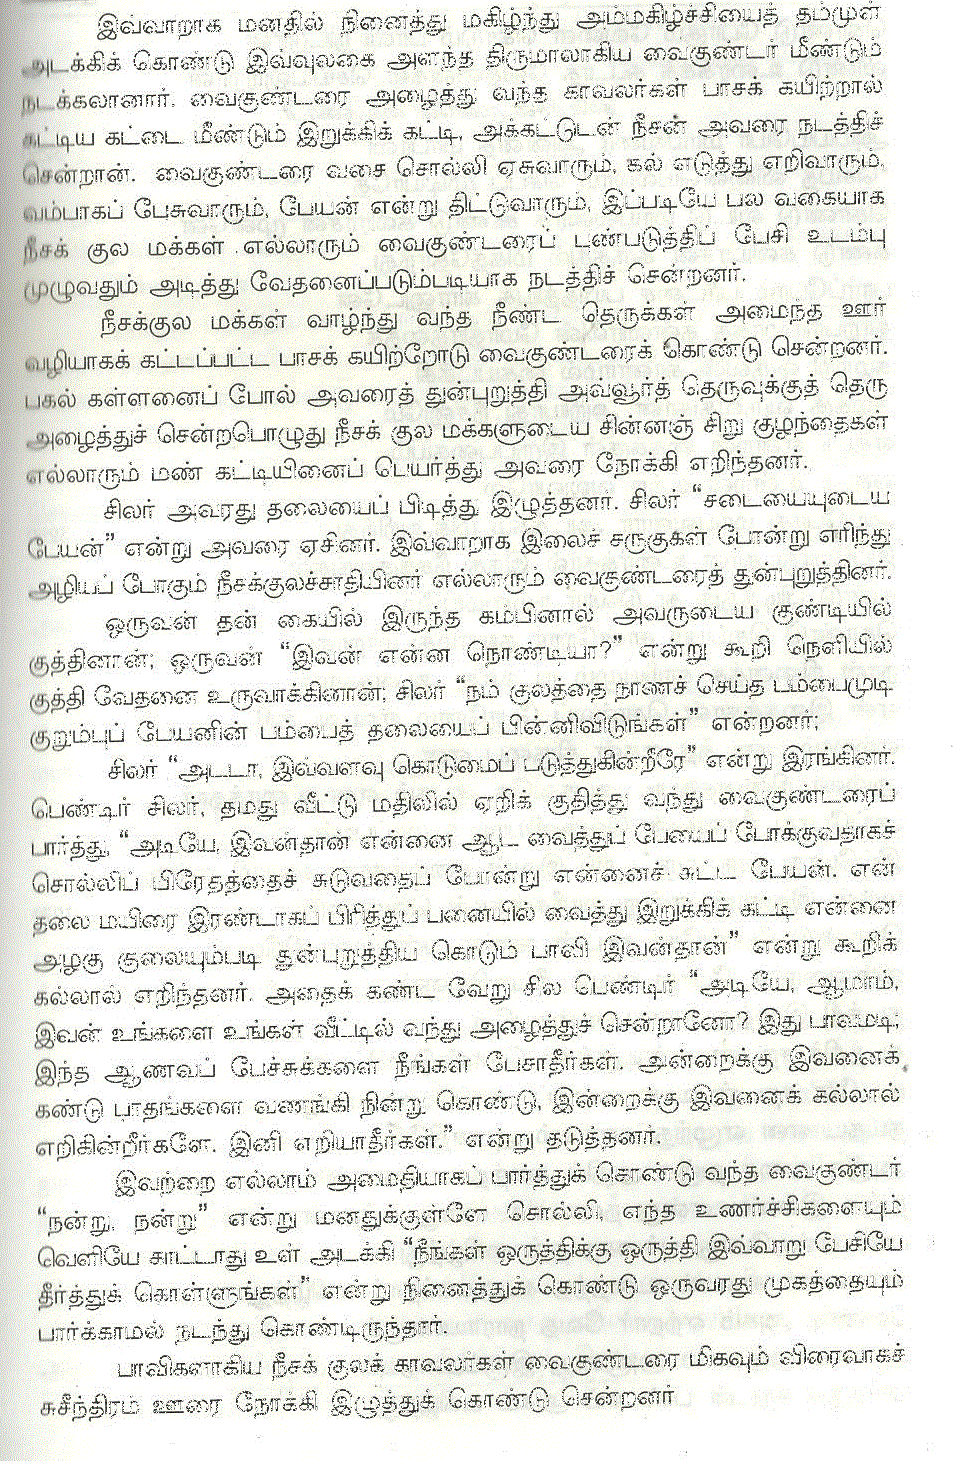 இவ்வாறாக மனதில் நினைத்து மகிழ்ந்து அம்மகிழ்ச்சியைத் தம்முள்
அடக்கிக் கொண்டு இவ்வுலகை அளந்த திருமாலாகிய வைகுண்டர் மீண்டும்
நடக்கலானார். வைகுண்டரை அழைத்து வந்த காவலர்கள் பாசக் கயிற்றால்
கட்டிய கட்டை மீண்டும் இறுக்கிக் கட்டி, அக்கட்டுடன் நீசன் அவரை நடத்திச்
சென்றான். வைகுண்டரை வசை சொல்லி ஏசுவாரும், கல் எடுத்து எறிவாரும்,
வம்பாகப் பேசுவாரும், பேயன் என்று திட்டுவாரும், இப்படியே பல வகையாக
நீசக் குல மக்கள் எல்லாரும் வைகுண்டரைப் புண்படுத்திப் பேசி உடம்பு
முழுவதும் அடித்து வேதனைப்படும்படியாக நடத்திச் சென்றனர்.
நீசக்குல மக்கள் வாழ்ந்து வந்த நீண்ட தெருக்கள் அமைந்த ஊர்
வழியாகக் கட்டப்பட்ட பாசக் கயிற்றோடு வைகுண்டரைக் கொண்டு சென்றனர்.
பகல் கள்ளனைப் போல் அவரைத் துன்புறுத்தி அவ்வூர்த் தெருவுக்குத் தெரு
அழைத்துச் சென்றபொழுது நீசக் குல மக்களுடைய சின்னஞ் சிறு குழந்தைகள்
எல்லாரும் மண் கட்டியினைப் பெயர்த்து அவரை நோக்கி எறிந்தனர்.
சிலர் அவரது தலையைப் பிடித்து இழுத்தனர். சிலர் “சடையையுடைய
பேயன்” என்று அவரை ஏசினர். இவ்வாறாக இலைச் சருகுகள் போன்று எரிந்து
அழியப் போகும் நீசக்குலச்சாதியினர் எல்லாரும் வைகுண்டரைத் துன்புறுத்தினர்.
ஒருவன் தன் கையில் இருந்த கம்பினால் அவருடைய குண்டியில்
குத்தினான்; ஒருவன் “இவன் என்ன நொண்டியா?” என்று கூறி நெளியில்
குத்தி வேதனை உருவாக்கினான்; சிலர் “நம் குலத்தை நாணச் செய்த பம்பைமுடி
குறும்புப் பேயனின் பம்பைத் தலையைப் பின்னிவிடுங்கள்” என்றனர்;
சிலர் “அடடா, இவ்வளவு கொடுமைப் படுத்துகின்றீரே” என்று இரங்கினர்.
பெண்டிர் சிலர், தமது வீட்டு மதிலில் ஏறிக் குதித்து வந்து வைகுண்டரைப்
பார்த்து, “அடியே, இவன்தான் என்னை ஆட வைத்துப் பேயைப் போக்குவதாகச்
சொல்லிப் பிரேதத்தைச் சுடுவதைப் போன்று என்னைச் சுட்ட பேயன். என்
தலை மயிரை இரண்டாகப் பிரித்துப் பனையில் வைத்து இறுக்கிக் கட்டி என்னை
அழகு குலையும்படி துன்புறுத்திய கொடும் பாவி இவன்தான்” என்று கூறிக்
கல்லால் எறிந்தனர். அதைக் கண்ட வேறு சில பெண்டிர் “அடியே, ஆமாம்,
இவன் உங்களை உங்கள் வீட்டில் வந்து அழைத்துச் சென்றானோ? இது பாவமடி,
இந்த ஆணவப் பேச்சுக்களை நீங்கள் பேசாதீர்கள். அன்றைக்கு இவனைக்
கண்டு பாதங்களை வணங்கி நின்று கொண்டு, இன்றைக்கு இவனைக் கல்லால்
எறிகின்றீர்களே. இனி எறியாதீர்கள்.” என்று தடுத்தனர்.
இவற்றை எல்லாம் அமைதியாகப் பார்த்துக் கொண்டு வந்த வைகுண்டர்
“நன்று, நன்று” என்று மனதுக்குள்ளே சொல்லி, எந்த உணர்ச்சிகளையும்
வெளியே காட்டாது உள் அடக்கி “நீங்கள் ஒருத்திக்கு ஒருத்தி இவ்வாறு பேசியே
தீர்த்துக் கொள்ளுங்கள்” என்று நினைத்துக் கொண்டு ஒருவரது முகத்தையும்
பார்க்காமல் நடந்து கொண்டிருந்தார்.
பாவிகளாகிய நீசக் குலக் காவலர்கள் வைகுண்டரை மிகவும் விரைவாகச்
சுசீந்திரம் ஊரை நோக்கி இழுத்துக் கொண்டு சென்றனர்